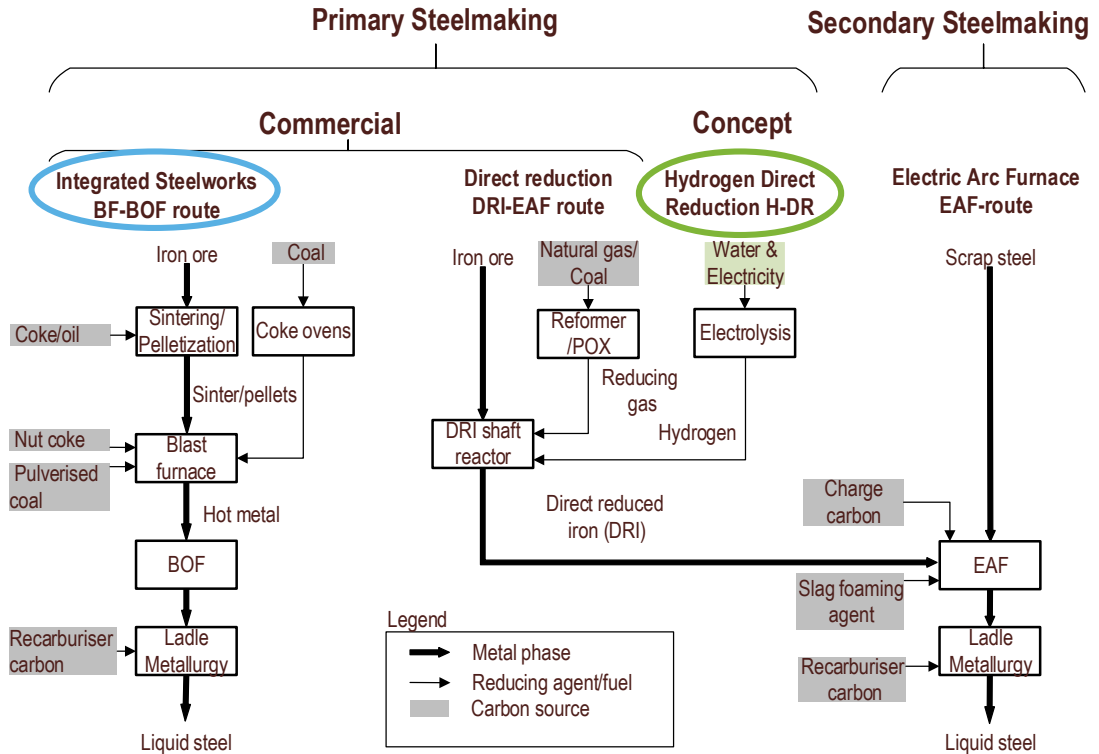 Primary Steelmaking
Secondary Steelmaking
Commercial
Concept
Integrated Steelworks
BF-BOF route
Direct reduction
DRI-EAF route
Hydrogen Direct
Reduction H-DR
Electric Arc Furnace
EAF-route
Iron ore
Coal
Iron ore
Natural gas/
Coal
Water &
Electricity
Scrap steel
Coke/oil
Sintering/
Pelletization
Coke ovens
Reformer
/POX
Electrolysis
Sinter/pellets
Reducing
gas
Hydrogen
Nut coke
Pulverised
coal
Blast
furnace
DRI shaft
reactor
Hot metal
Direct reduced
iron (DRI)
Charge
carbon
BOF
EAF
Slag foaming
agent
Recarburiser
carbon
Ladle
Metallurgy
Legend
Metal phase
Reducing agent/fuel
Carbon source
Recarburiser
carbon
Ladle
Metallurgy
Liquid steel
Liquid steel